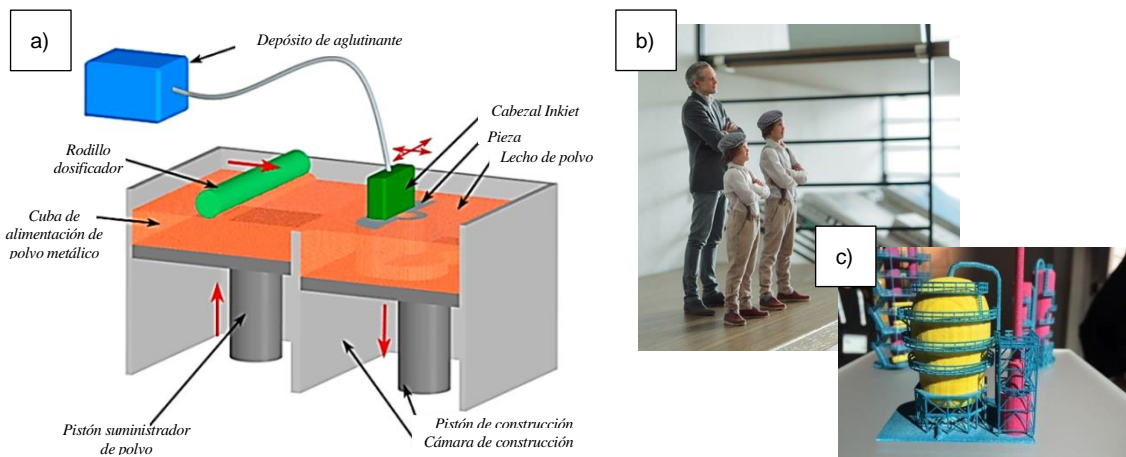 a)
Depósito de aglutinante
Cabezal Inkiet
Pieza
Lecho de polvo
Rodillo
dosificador
Cuba de
alimentación de
polvo metálico
Pistón suministrador
de polvo
Pistón de construcción
Cámara de construcción
b)
c)